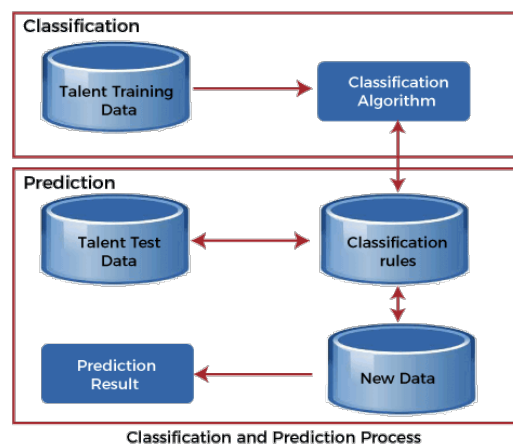 Classification
Talent Training
Data
Classification
Algorithm
Prediction
Talent Test
Data
Classification
rules
Prediction
Result
New Data
Classification and Prediction Process